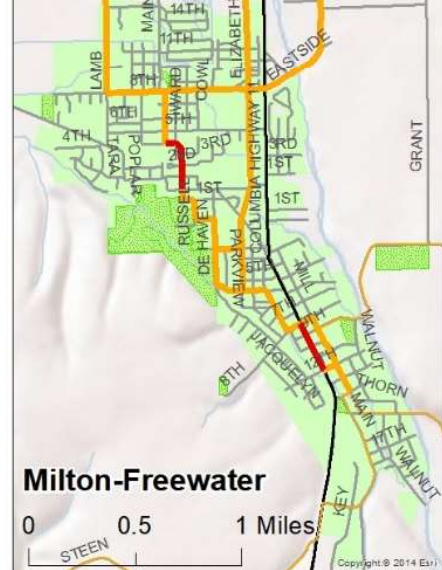 MAIN
14TH
11TH
ELIZABETH
EASTSIDE
LAMB
WARD
COWL
8TH
6TH
5TH
4TH
TARA
POPLAR
2ND
3RD
3RD
1ST
1ST
1ST
GRANT
RUSSELL
DE HAVEN
PARKVIEW
COLUMBIA HIGHWAY 11
MILL
WALNUT
JACQUELYN
8TH
THORN
MAIN
17TH
WALNUT
KEY
Milton-Freewater
0 0.5 1 Miles
STEEN
Copyright:© 2014 Esri